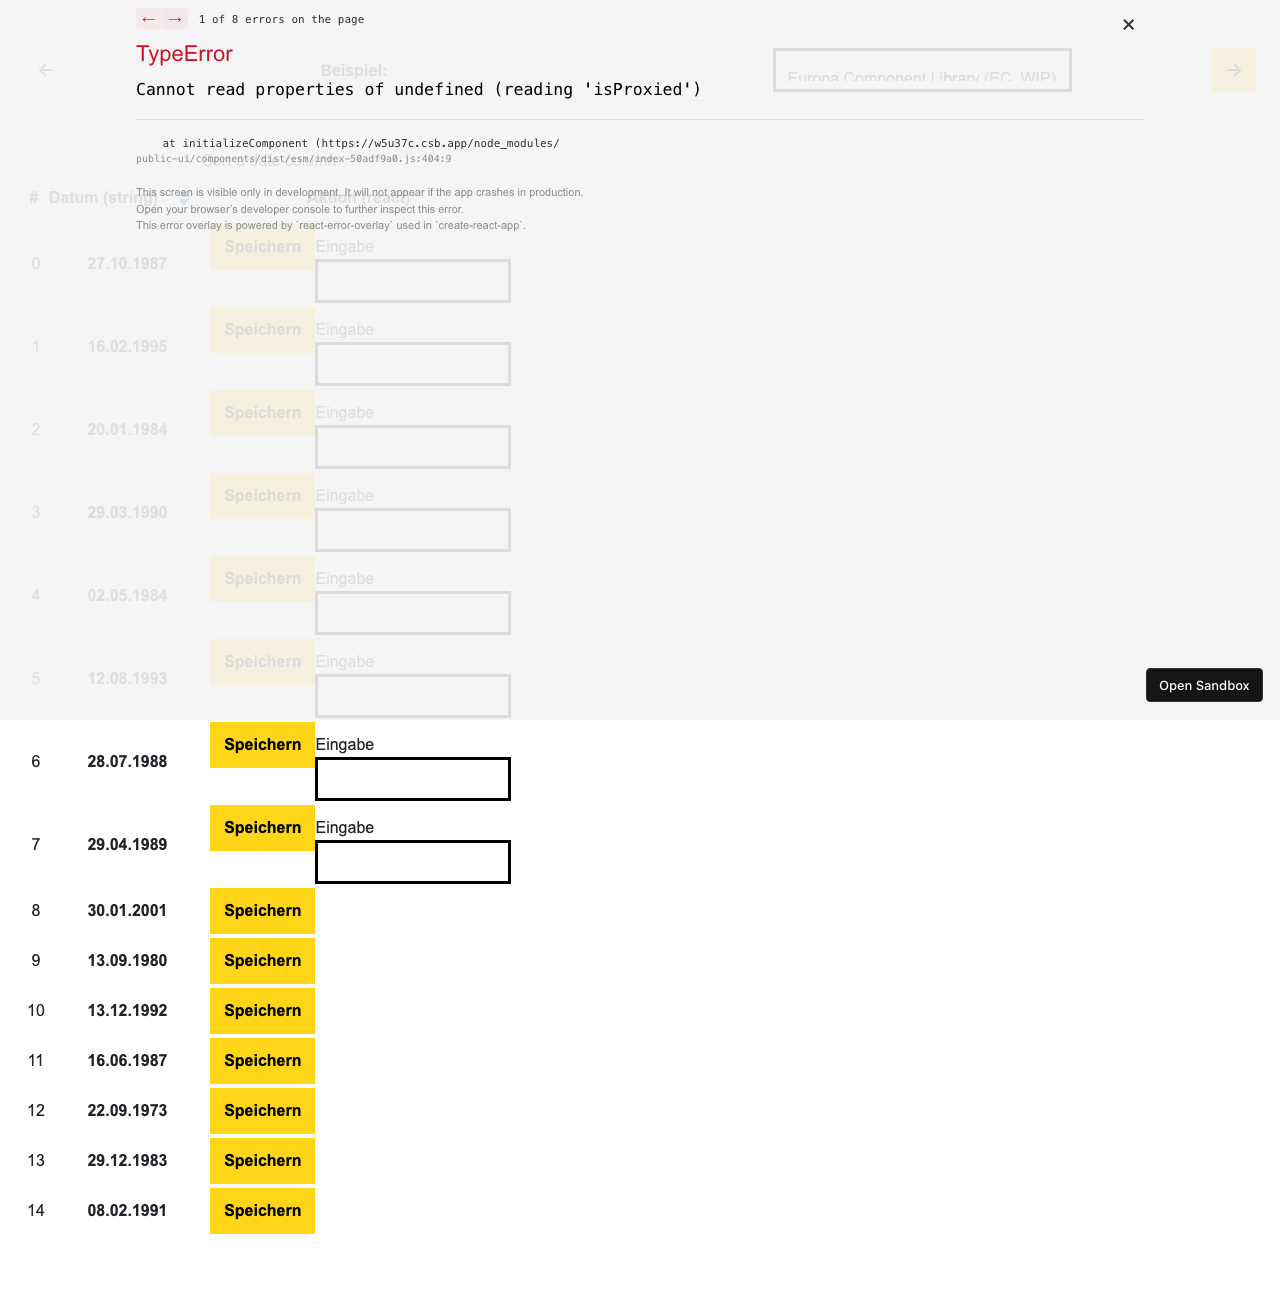 ← → 1 of 8 errors on the page
TypeError
← Beispiel: Europa Component Library (EC, WIP) →
Cannot read properties of undefined (reading 'isProxied')
at initializeComponent (https://w5u37c.csb.app/node_modules/
public-ui/components/dist/esm/index-50adf9a0.js:404:9
This screen is visible only in development. It will not appear if the app crashes in production.
# Datum (string) Aktion (react)
Open your browser’s developer console to further inspect this error.
This error overlay is powered by `react-error-overlay` used in `create-react-app`.
Speichern Eingabe
0 27.10.1987
Speichern Eingabe
1 16.02.1995
Speichern Eingabe
2 20.01.1984
Speichern Eingabe
3 29.03.1990
Speichern Eingabe
4 02.05.1984
Speichern Eingabe
5 12.08.1993
Open Sandbox
Speichern Eingabe
6 28.07.1988
Speichern Eingabe
7 29.04.1989
8 30.01.2001 Speichern
9 13.09.1980 Speichern
10 13.12.1992 Speichern
11 16.06.1987 Speichern
12 22.09.1973 Speichern
13 29.12.1983 Speichern
14 08.02.1991 Speichern